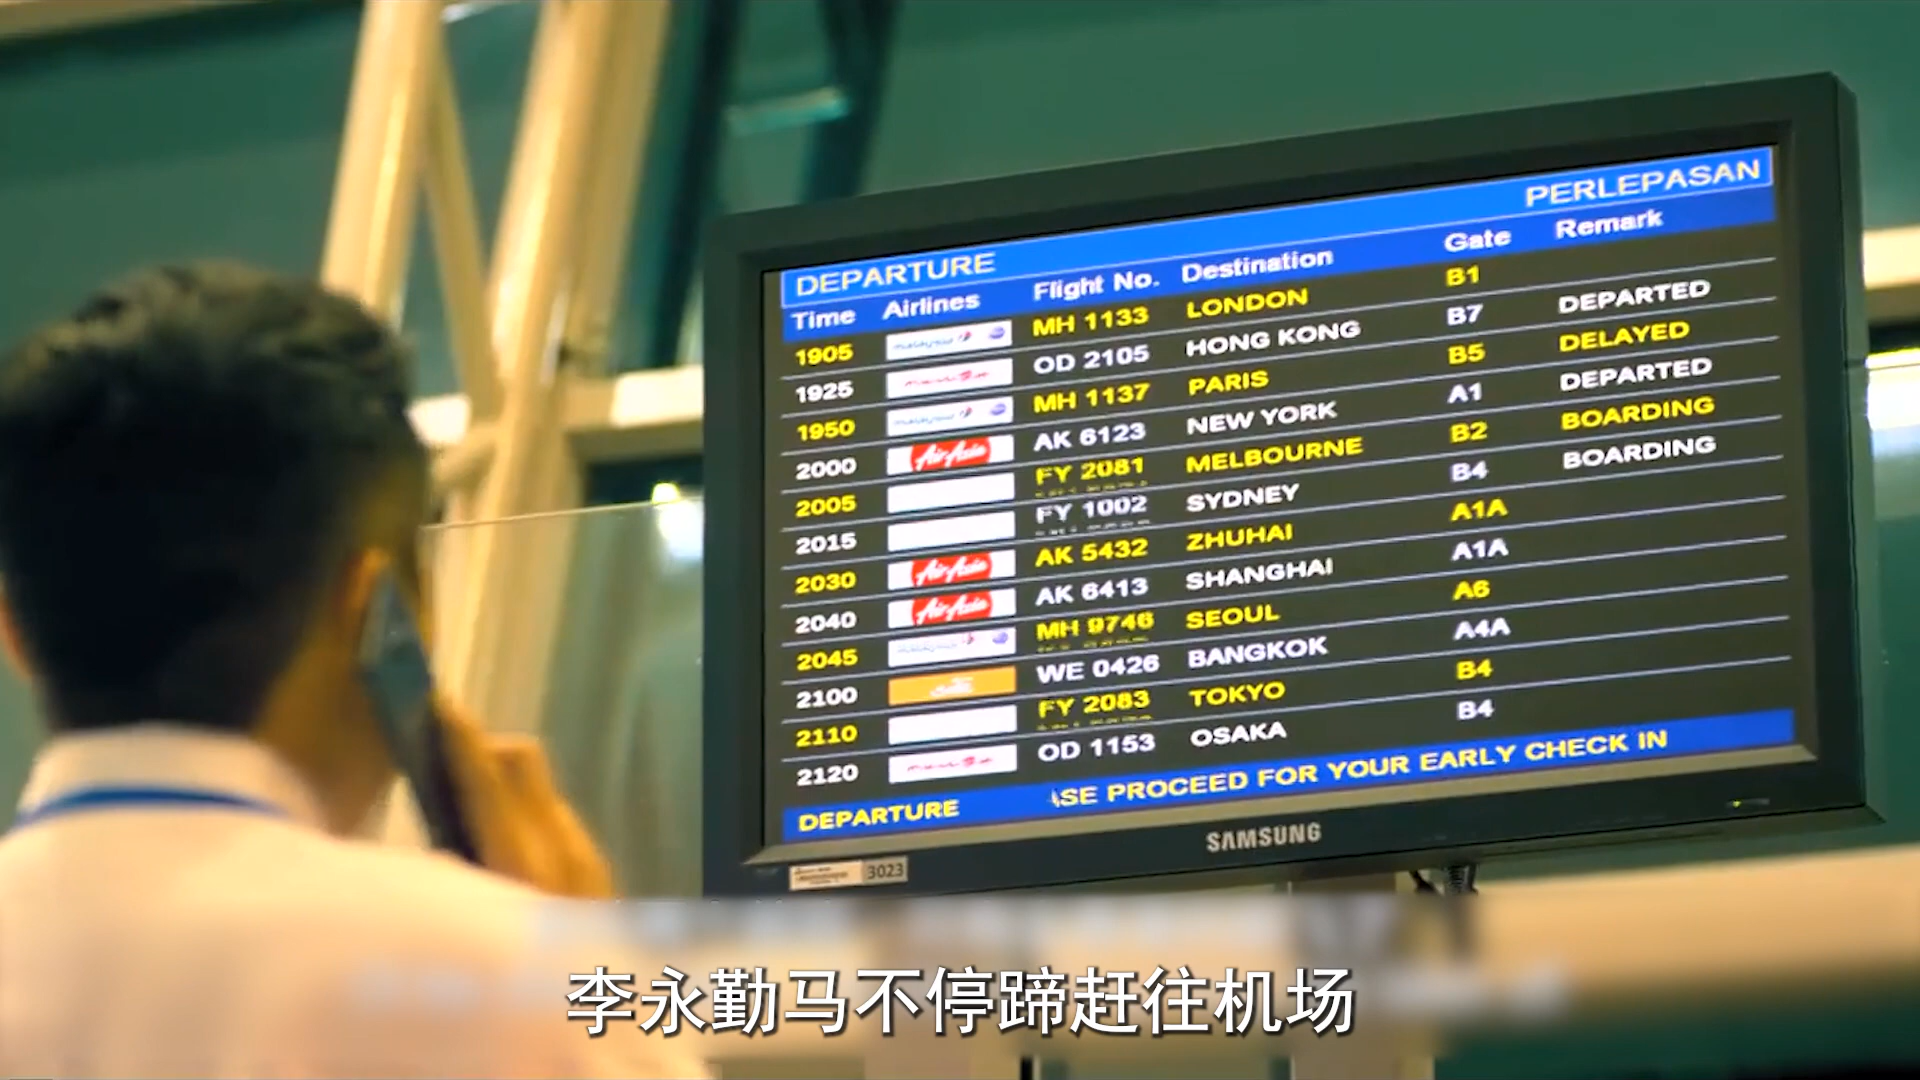 DEPARTURE PERLEPASAN
Time Airlines Flight No. Destination Gate Remark
1905 malaysia MH 1133 LONDON B1
1925 OD 2105 HONG KONG B7 DEPARTED
1950 malaysia MH 1137 PARIS B5 DELAYED
2000 AirAsia AK 6123 NEW YORK A1 DEPARTED
2005 FY 2081 MELBOURNE B2 BOARDING
2015 FY 1002 SYDNEY B4 BOARDING
2030 AirAsia AK 5432 ZHUHAI A1A
2040 AirAsia AK 6413 SHANGHAI A1A
2045 MH 9746 SEOUL A6
2100 WE 0426 BANGKOK A4A
2110 FY 2083 TOKYO B4
2120 OD 1153 OSAKA B4
DEPARTURE SE PROCEED FOR YOUR EARLY CHECK IN
SAMSUNG
3023
李永勤马不停蹄赶往机场